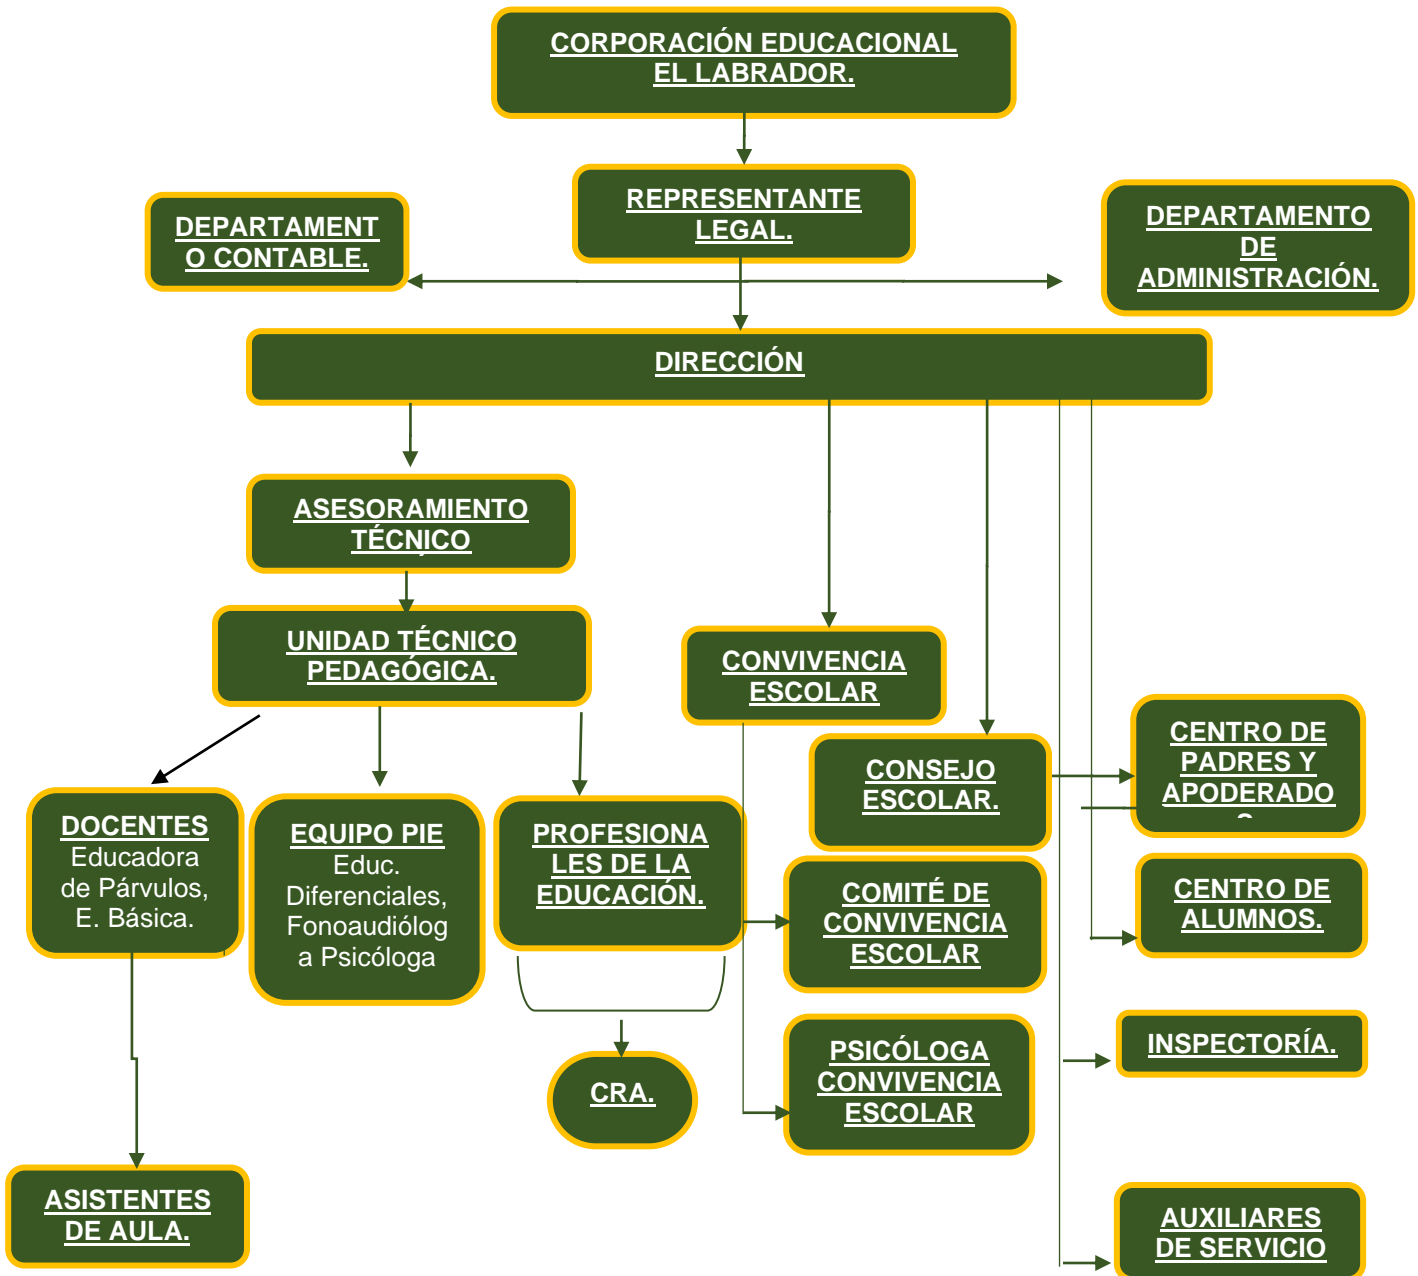 CORPORACIÓN EDUCACIONAL
EL LABRADOR.
REPRESENTANTE
LEGAL.
DEPARTAMENT
O CONTABLE.
DEPARTAMENTO
DE
ADMINISTRACIÓN.
DIRECCIÓN
ASESORAMIENTO
TÉCNICO
UNIDAD TÉCNICO
PEDAGÓGICA.
CONVIVENCIA
ESCOLAR
CONSEJO
ESCOLAR.
CENTRO DE
PADRES Y
APODERADO
DOCENTES
Educadora
de Párvulos,
E. Básica.
EQUIPO PIE
Educ.
Diferenciales,
Fonoaudiólog
a Psicóloga
PROFESIONA
LES DE LA
EDUCACIÓN.
COMITÉ DE
CONVIVENCIA
ESCOLAR
CENTRO DE
ALUMNOS.
PSICÓLOGA
CONVIVENCIA
ESCOLAR
INSPECTORÍA.
CRA.
ASISTENTES
DE AULA.
AUXILIARES
DE SERVICIO